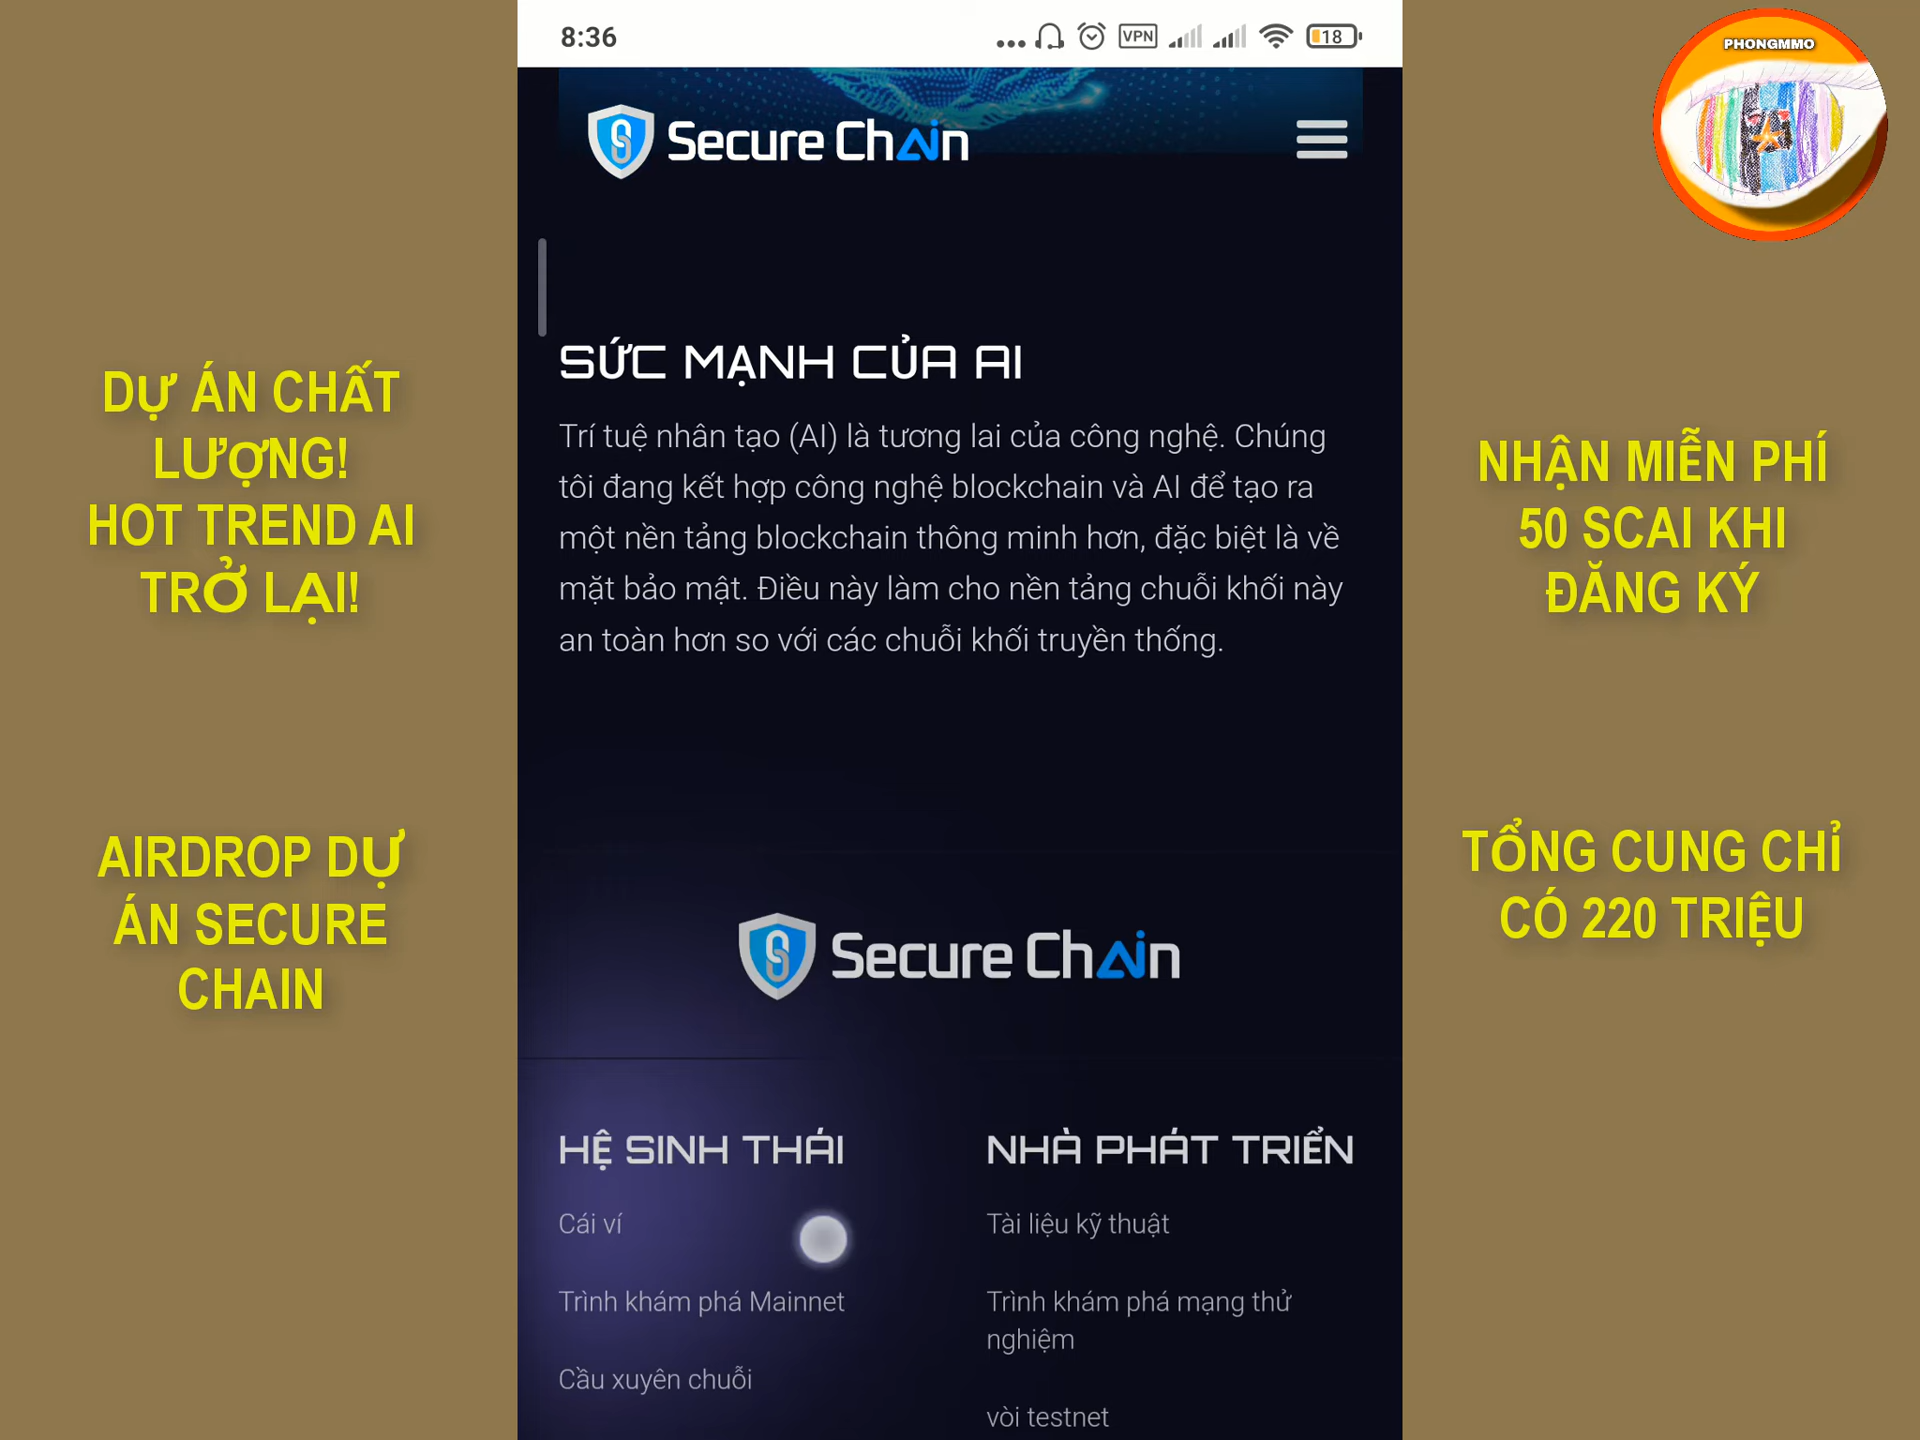 8:36
VPN
18
PHONGMMO
Secure Chain
DỰ ÁN CHẤT
LƯỢNG!
HOT TREND AI
TRỞ LẠI!
AIRDROP DỰ
ÁN SECURE
CHAIN
SỨC MẠNH CỦA AI
Trí tuệ nhân tạo (AI) là tương lai của công nghệ. Chúng
tôi đang kết hợp công nghệ blockchain và AI để tạo ra
một nền tảng blockchain thông minh hơn, đặc biệt là về
mặt bảo mật. Điều này làm cho nền tảng chuỗi khối này
an toàn hơn so với các chuỗi khối truyền thống.
Secure Chain
HỆ SINH THÁI
Cái ví
Trình khám phá Mainnet
Cầu xuyên chuỗi
NHÀ PHÁT TRIỂN
Tài liệu kỹ thuật
Trình khám phá mạng thử
nghiệm
vòi testnet
NHẬN MIỄN PHÍ
50 SCAI KHI
ĐĂNG KÝ
TỔNG CUNG CHỈ
CÓ 220 TRIỆU